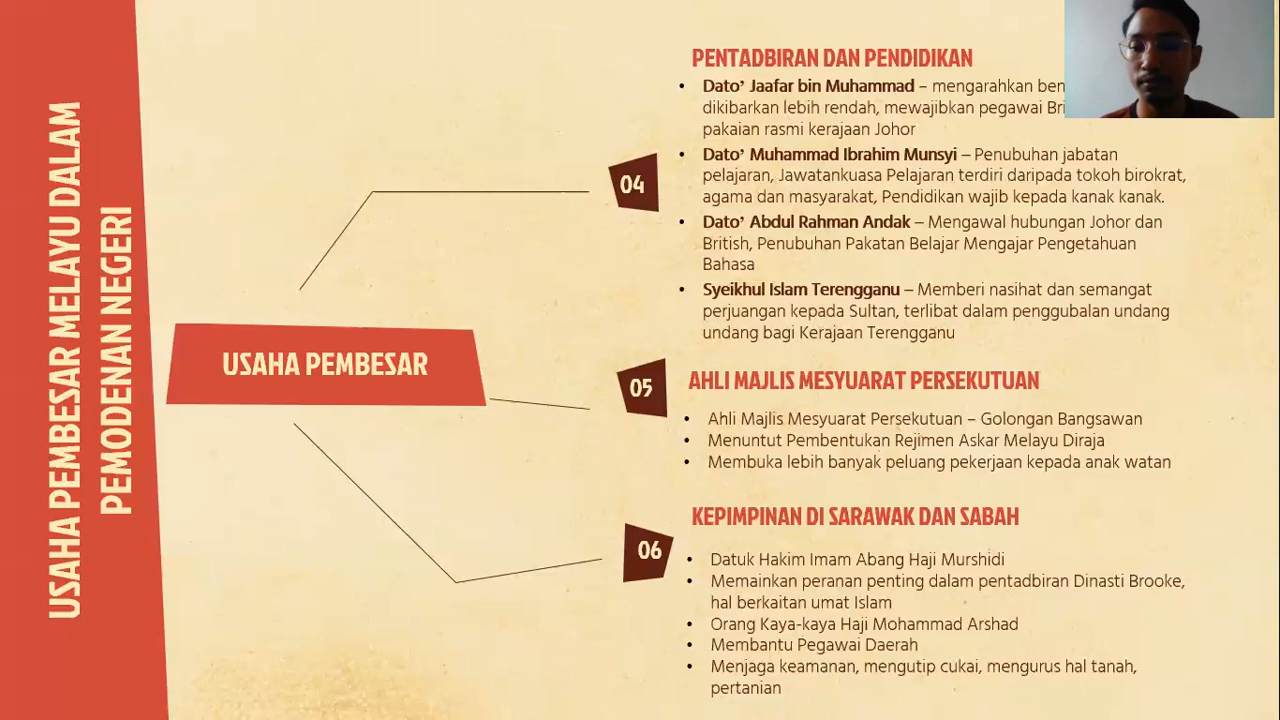 USAHA PEMBESAR MELAYU DALAM
PEMODENAN NEGERI
USAHA PEMBESAR
04
PENTADBIRAN DAN PENDIDIKAN
• Dato’ Jaafar bin Muhammad – mengarahkan
dikibarkan lebih rendah, mewajibkan pegawai
pakaian rasmi kerajaan Johor
• Dato’ Muhammad Ibrahim Munsyi – Penubuhan jabatan
pelajaran, Jawatankuasa Pelajaran terdiri daripada tokoh birokrat,
agama dan masyarakat, Pendidikan wajib kepada kanak kanak.
• Dato’ Abdul Rahman Andak – Mengawal hubungan Johor dan
British, Penubuhan Pakatan Belajar Mengajar Pengetahuan
Bahasa
• Syeikhul Islam Terengganu – Memberi nasihat dan semangat
perjuangan kepada Sultan, terlibat dalam penggubalan undang
undang bagi Kerajaan Terengganu
05
AHLI MAJLIS MESYUARAT PERSEKUTUAN
• Ahli Majlis Mesyuarat Persekutuan – Golongan Bangsawan
• Menuntut Pembentukan Rejimen Askar Melayu Diraja
• Membuka lebih banyak peluang pekerjaan kepada anak watan
06
KEPIMPINAN DI SARAWAK DAN SABAH
• Datuk Hakim Imam Abang Haji Murshidi
• Memainkan peranan penting dalam pentadbiran Dinasti Brooke,
hal berkaitan umat Islam
• Orang Kaya-kaya Haji Mohammad Arshad
• Membantu Pegawai Daerah
• Menjaga keamanan, mengutip cukai, mengurus hal tanah,
pertanian